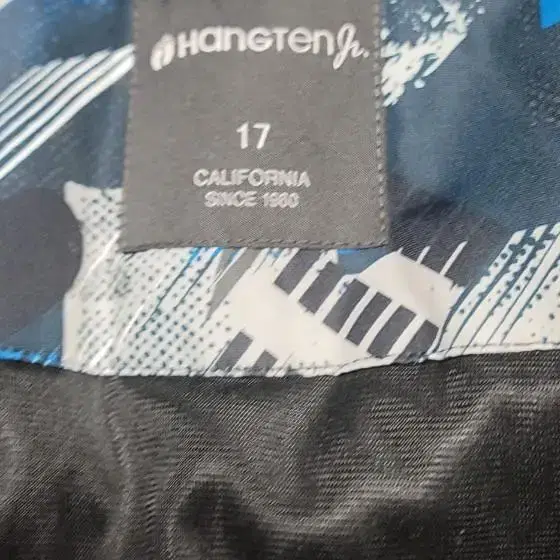 HANGTEN Jr.
17
CALIFORNIA
SINCE 1960